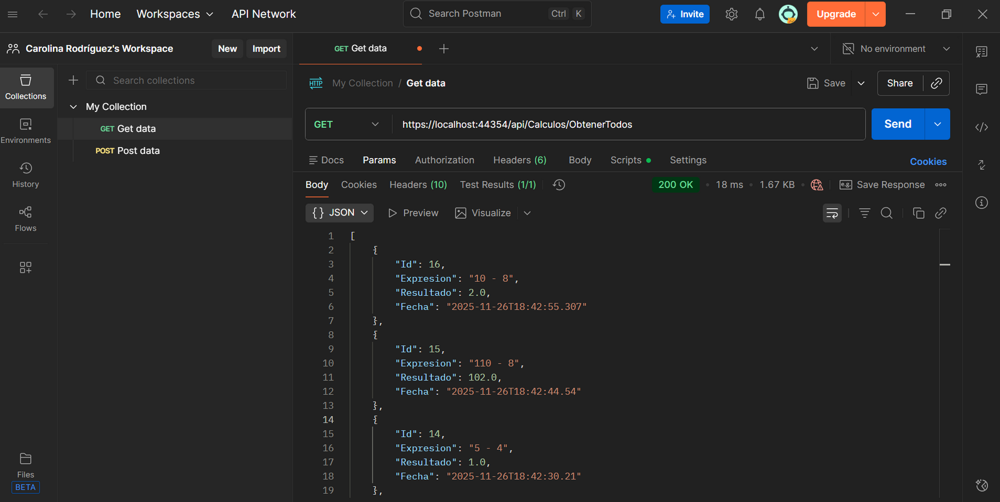 Home Workspaces API Network Search Postman Ctrl K Invite Upgrade
Carolina Rodríguez's Workspace New Import GET Get data No environment
Search collections
Collections
My Collection
GET Get data
POST Post data
Environments
History
Flows
Files
BETA
HTTP My Collection / Get data Save Share
GET https://localhost:44354/api/Calculos/ObtenerTodos Send
Docs Params Authorization Headers (6) Body Scripts Settings Cookies
Body Cookies Headers (10) Test Results (1/1) 200 OK • 18 ms • 1.67 KB • e.g. Save Response
{} JSON Preview Visualize
1 [
2 {
3 "Id": 16,
4 "Expresion": "10 - 8",
5 "Resultado": 2.0,
6 "Fecha": "2025-11-26T18:42:55.307"
7 },
8 {
9 "Id": 15,
10 "Expresion": "110 - 8",
11 "Resultado": 102.0,
12 "Fecha": "2025-11-26T18:42:44.54"
13 },
14 {
15 "Id": 14,
16 "Expresion": "5 - 4",
17 "Resultado": 1.0,
18 "Fecha": "2025-11-26T18:42:30.21"
19 },